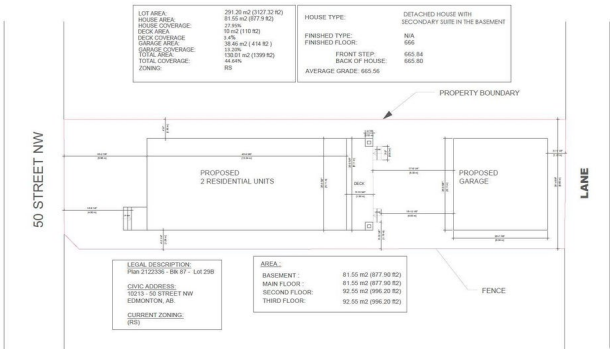 LOT AREA: 291.20 m2 (3127.32 ft2)
HOUSE AREA: 81.55 m2 (877.9 ft2)
HOUSE COVERAGE: 27.95%
DECK AREA 10 m2 (110 ft2)
DECK COVERAGE 3.4%
GARAGE AREA: 38.46 m2 ( 414 ft2 )
GARAGE COVERAGE: 13.20%
TOTAL AREA: 130.01 m2 (1399 ft2)
TOTAL COVERAGE: 44.64%
ZONING: RS
HOUSE TYPE: DETACHED HOUSE WITH
SECONDARY SUITE IN THE BASEMENT
FINISHED TYPE: N/A
FINISHED FLOOR: 666
FRONT STEP: 665.84
BACK OF HOUSE: 665.80
AVERAGE GRADE: 665.56
PROPERTY BOUNDARY
50 STREET NW
PROPOSED
2 RESIDENTIAL UNITS
DECK
PROPOSED
GARAGE
LANE
LEGAL DESCRIPTION:
Plan 2122336 - Blk 87 - Lot 29B
CIVIC ADDRESS:
10213 - 50 STREET NW
EDMONTON, AB.
CURRENT ZONING:
(RS)
AREA :
BASEMENT : 81.55 m2 (877.90 ft2)
MAIN FLOOR : 81.55 m2 (877.90 ft2)
SECOND FLOOR: 92.55 m2 (996.20 ft2)
THIRD FLOOR: 92.55 m2 (996.20 ft2)
FENCE